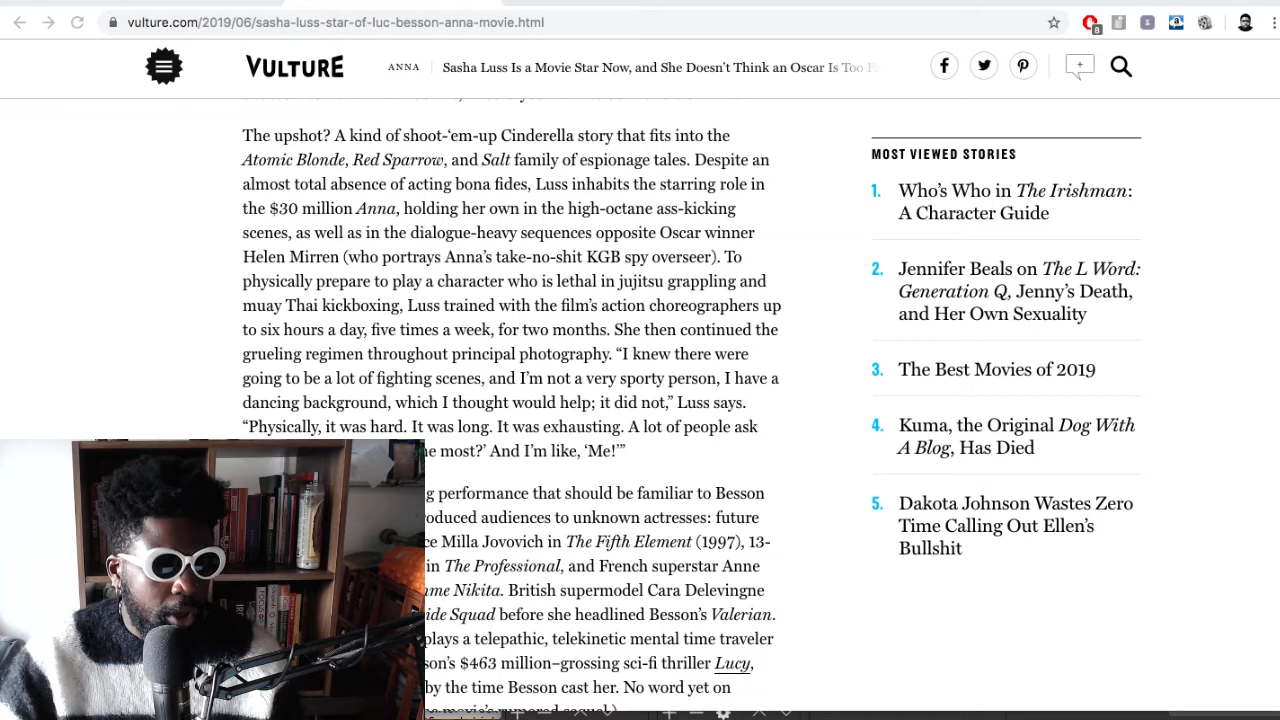 vulture.com/2019/06/sasha-luss-star-of-luc-besson-anna-movie.html
8
VULTURE
ANNA
Sasha Luss Is a Movie Star Now, and She Doesn't Think an Oscar Is Too
The upshot? A kind of shoot-‘em-up Cinderella story that fits into the
Atomic Blonde, Red Sparrow, and Salt family of espionage tales. Despite an
almost total absence of acting bona fides, Luss inhabits the starring role in
the $30 million Anna, holding her own in the high-octane ass-kicking
scenes, as well as in the dialogue-heavy sequences opposite Oscar winner
Helen Mirren (who portrays Anna’s take-no-shit KGB spy overseer). To
physically prepare to play a character who is lethal in jujitsu grappling and
muay Thai kickboxing, Luss trained with the film’s action choreographers up
to six hours a day, five times a week, for two months. She then continued the
grueling regimen throughout principal photography. “I knew there were
going to be a lot of fighting scenes, and I’m not a very sporty person, I have a
dancing background, which I thought would help; it did not,” Luss says.
“Physically, it was hard. It was long. It was exhausting. A lot of people ask
most?’ And I’m like, ‘Me!’”
performance that should be familiar to Besson
audiences to unknown actresses: future
Milla Jovovich in The Fifth Element (1997), 13-
in The Professional, and French superstar Anne
Nikita. British supermodel Cara Delevingne
Squad before she headlined Besson’s Valerian.
plays a telepathic, telekinetic mental time traveler
$463 million–grossing sci-fi thriller Lucy,
by the time Besson cast her. No word yet on
MOST VIEWED STORIES
1. Who’s Who in The Irishman:
A Character Guide
2. Jennifer Beals on The L Word:
Generation Q, Jenny’s Death,
and Her Own Sexuality
3. The Best Movies of 2019
4. Kuma, the Original Dog With
A Blog, Has Died
5. Dakota Johnson Wastes Zero
Time Calling Out Ellen’s
Bullshit